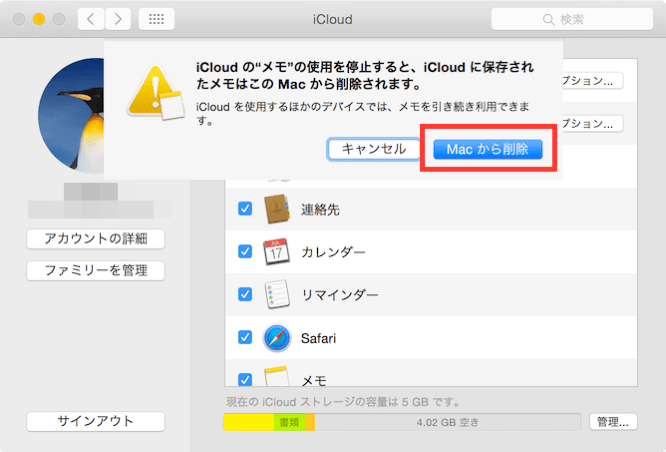 iCloud
検索
iCloud の“メモ”の使用を停止すると、iCloud に保存され
たメモはこの Mac から削除されます。
iCloud を使用するほかのデバイスでは、メモを引き続き利用できま
す。
キャンセル
Mac から削除
プション...
プション...
アカウントの詳細
ファミリーを管理
サインアウト
連絡先
JUL
17
カレンダー
リマインダー
Safari
メモ
現在の iCloud ストレージの容量は 5 GB です。
書類
4.02 GB 空き
管理...